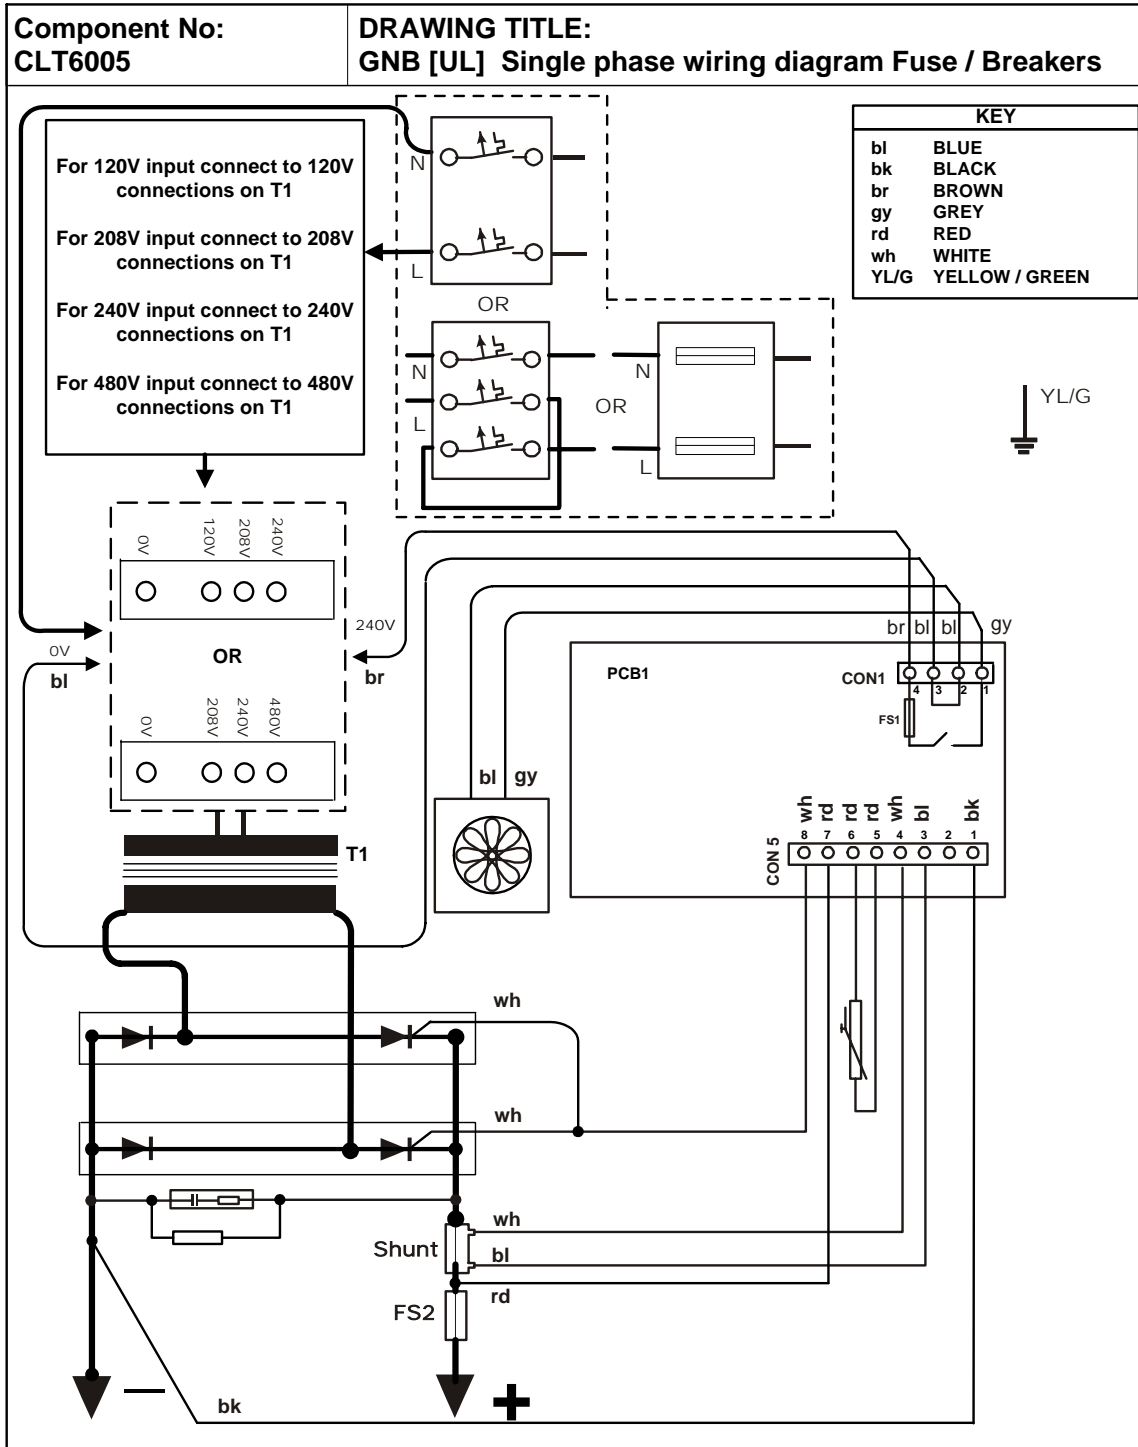 Component No:
CLT6005
DRAWING TITLE:
GNB [UL] Single phase wiring diagram Fuse / Breakers
For 120V input connect to 120V
connections on T1
For 208V input connect to 208V
connections on T1
For 240V input connect to 240V
connections on T1
For 480V input connect to 480V
connections on T1
N
L
OR
N
L
OR
N
L
KEY
bl BLUE
bk BLACK
br BROWN
gy GREY
rd RED
wh WHITE
YL/G YELLOW / GREEN
YL/G
0V 120V 208V 240V
OR
0V 208V 240V 480V
0V
bl
240V
br
T1
bl gy
br bl bl gy
PCB1
CON1
4 3 2 1
FS1
wh rd rd rd wh bl bk
8 7 6 5 4 3 2 1
CON 5
wh
wh
wh
Shunt
bl
rd
FS2
bk
— +